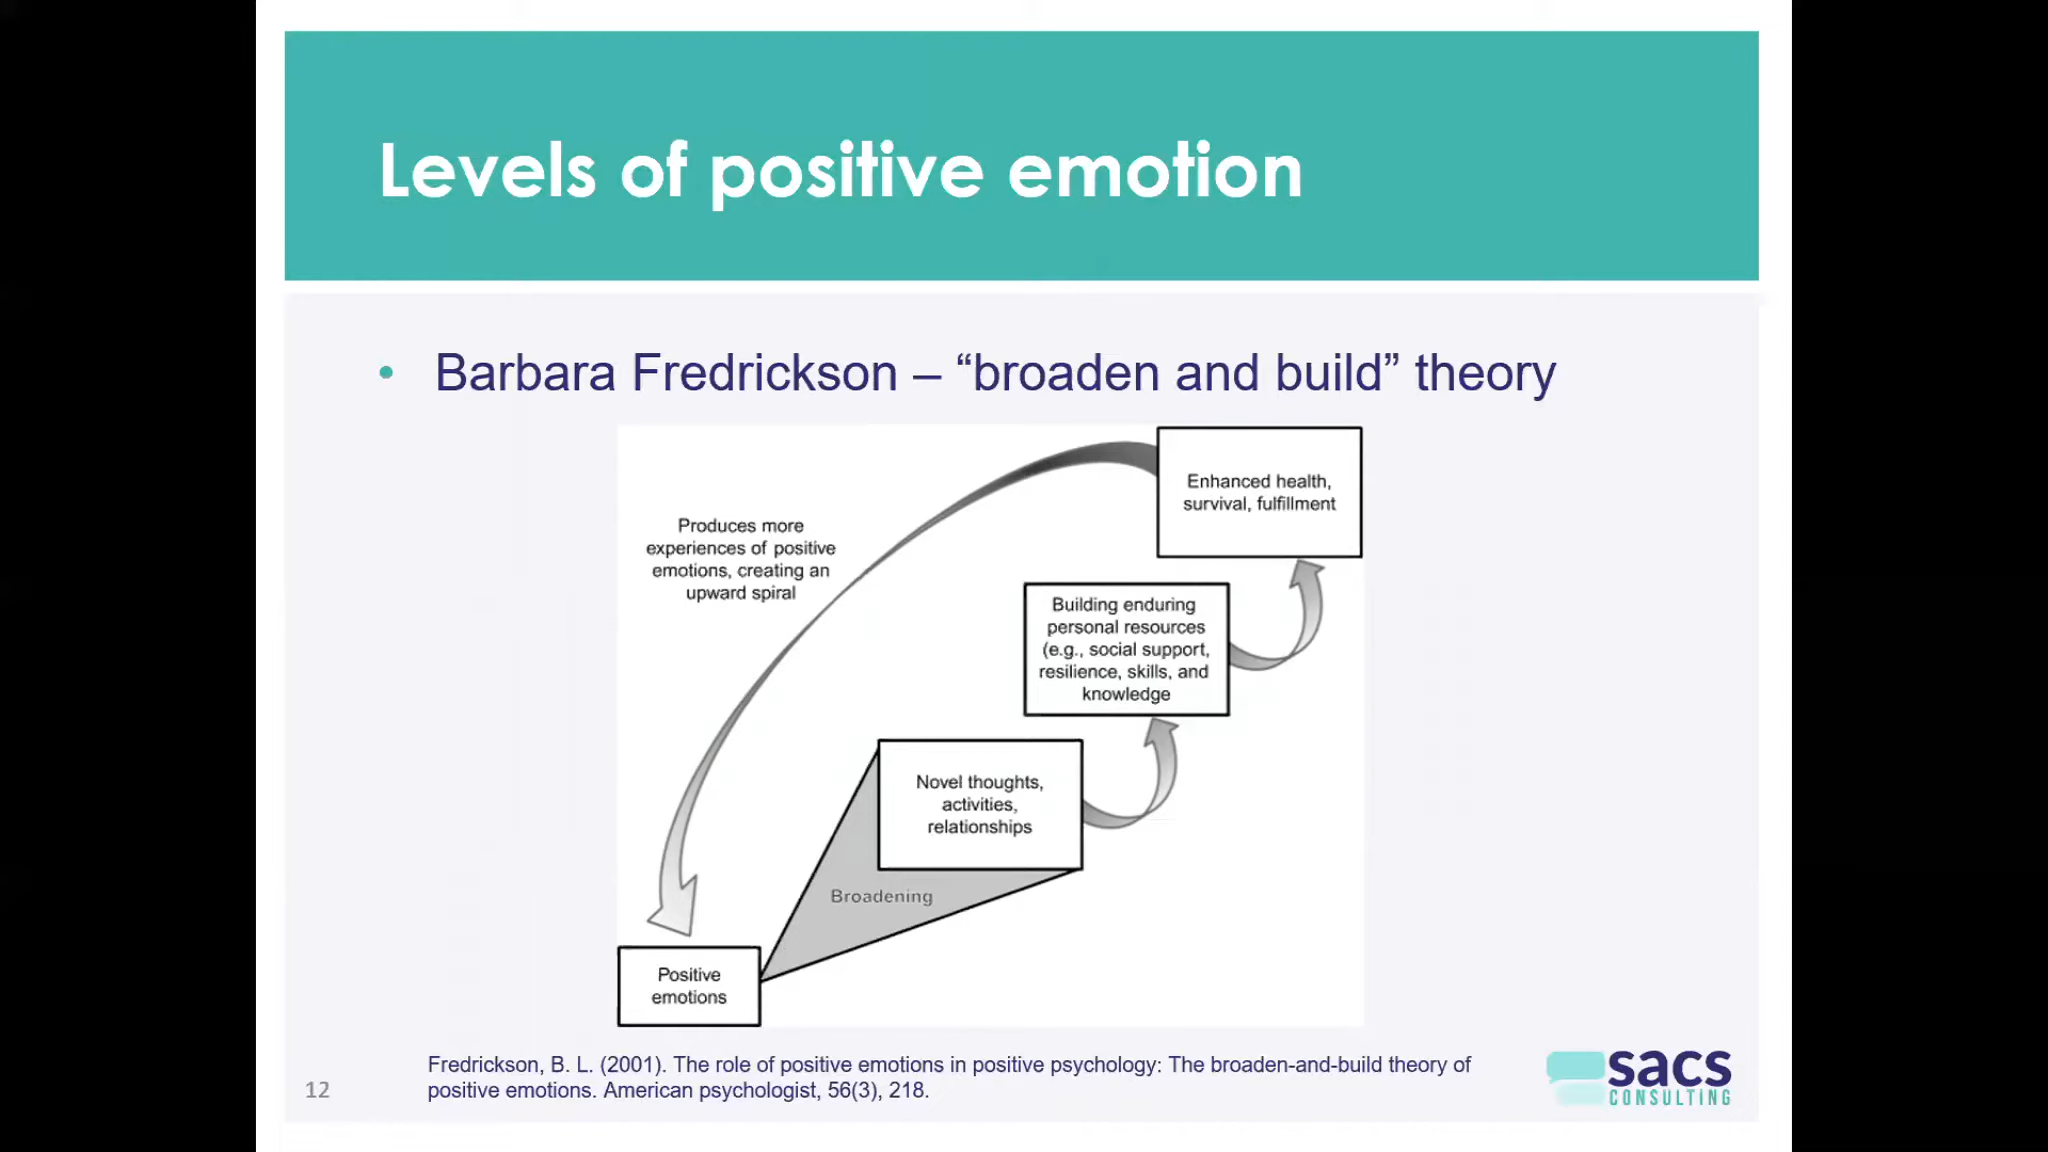 Levels of positive emotion
• Barbara Fredrickson – “broaden and build” theory
Enhanced health,
survival, fulfillment
Produces more
experiences of positive
emotions, creating an
upward spiral
Building enduring
personal resources
(e.g., social support,
resilience, skills, and
knowledge
Novel thoughts,
activities,
relationships
Broadening
Positive
emotions
Fredrickson, B. L. (2001). The role of positive emotions in positive psychology: The broaden-and-build theory of
positive emotions. American psychologist, 56(3), 218.
12
sacs
CONSULTING